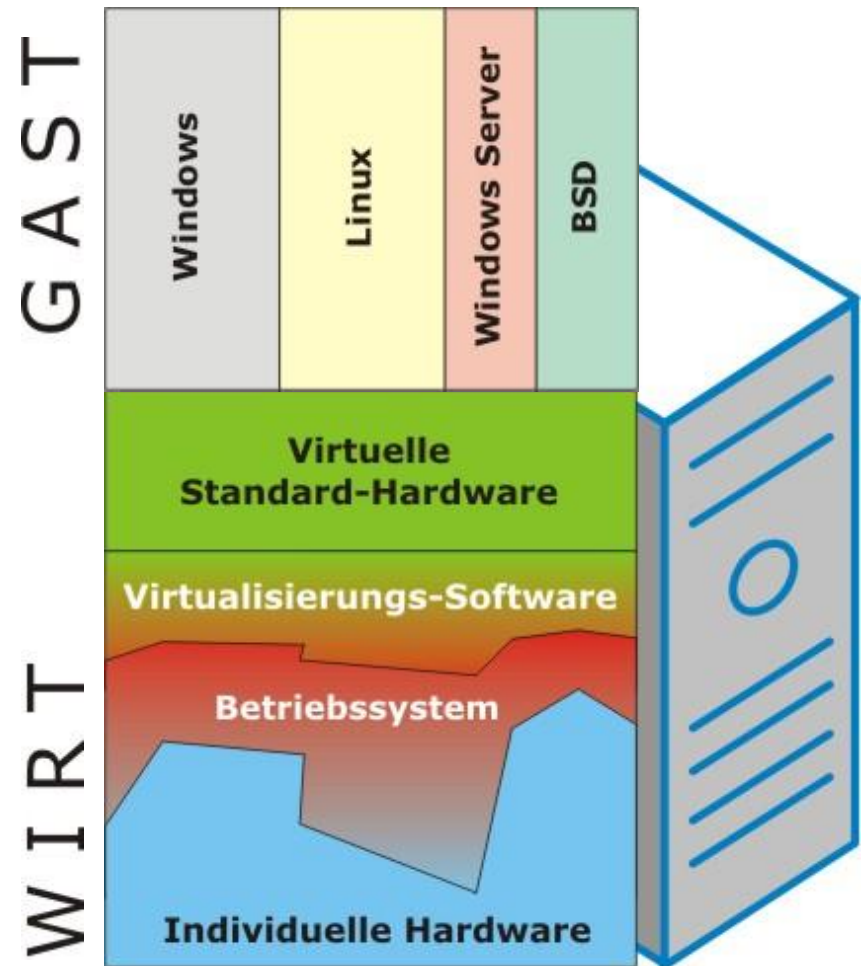 GAST
Windows
Linux
Windows Server
BSD
Virtuelle
Standard-Hardware
Virtualisierungs-Software
WIRT
Betriebssystem
Individuelle Hardware